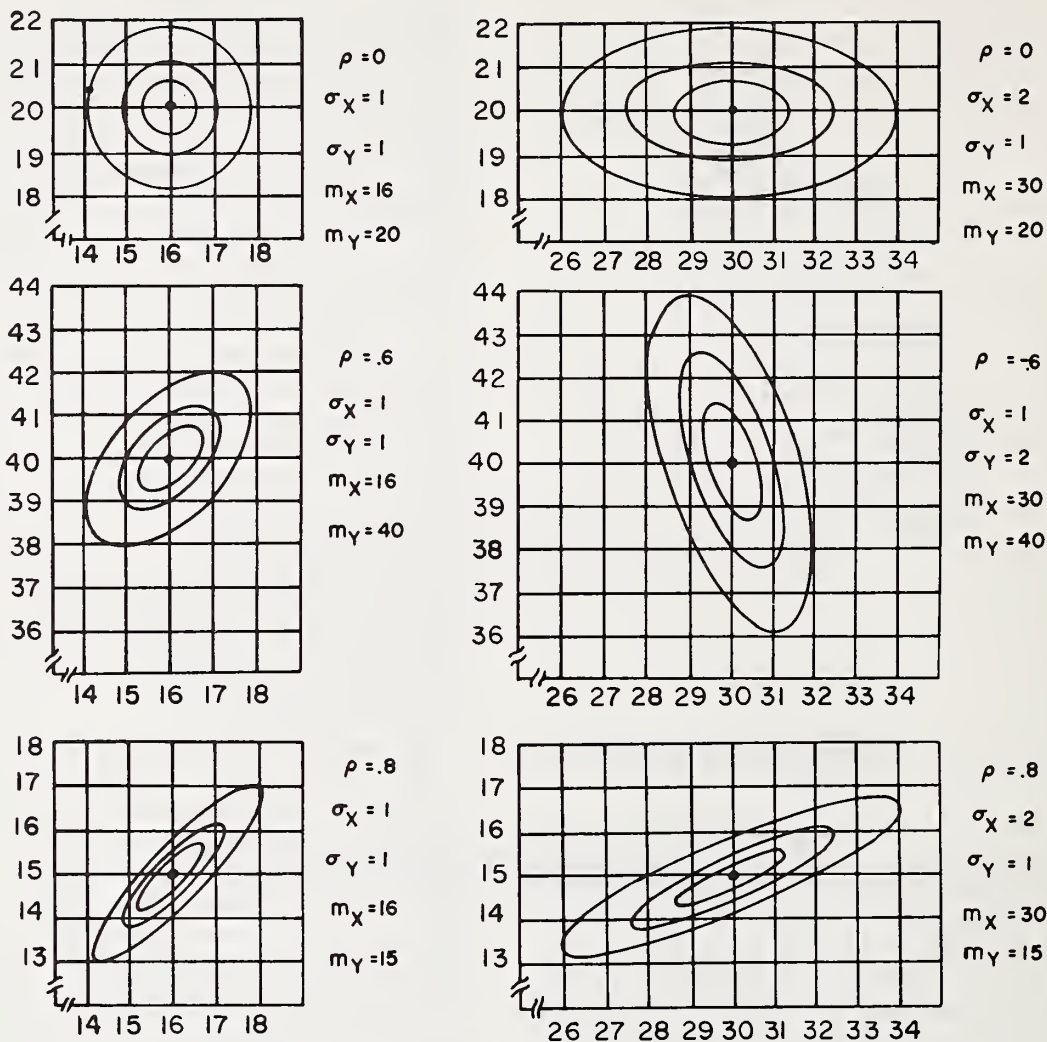 22
21
20
19
18
14 15 16 17 18
ρ = 0
σX = 1
σY = 1
mX = 16
mY = 20
22
21
20
19
18
26 27 28 29 30 31 32 33 34
ρ = 0
σX = 2
σY = 1
mX = 30
mY = 20
44
43
42
41
40
39
38
37
36
14 15 16 17 18
ρ = .6
σX = 1
σY = 1
mX = 16
mY = 40
44
43
42
41
40
39
38
37
36
26 27 28 29 30 31 32 33 34
ρ = -.6
σX = 1
σY = 2
mX = 30
mY = 40
18
17
16
15
14
13
14 15 16 17 18
ρ = .8
σX = 1
σY = 1
mX = 16
mY = 15
18
17
16
15
14
13
26 27 28 29 30 31 32 33 34
ρ = .8
σX = 2
σY = 1
mX = 30
mY = 15